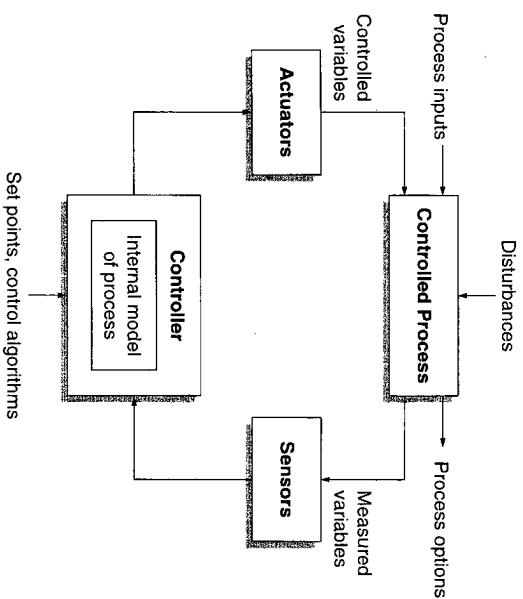 Disturbances
Process inputs
Process options
Controlled Process
Controlled
variables
Measured
variables
Actuators
Sensors
Controller
Internal model
of process
Set points, control algorithms